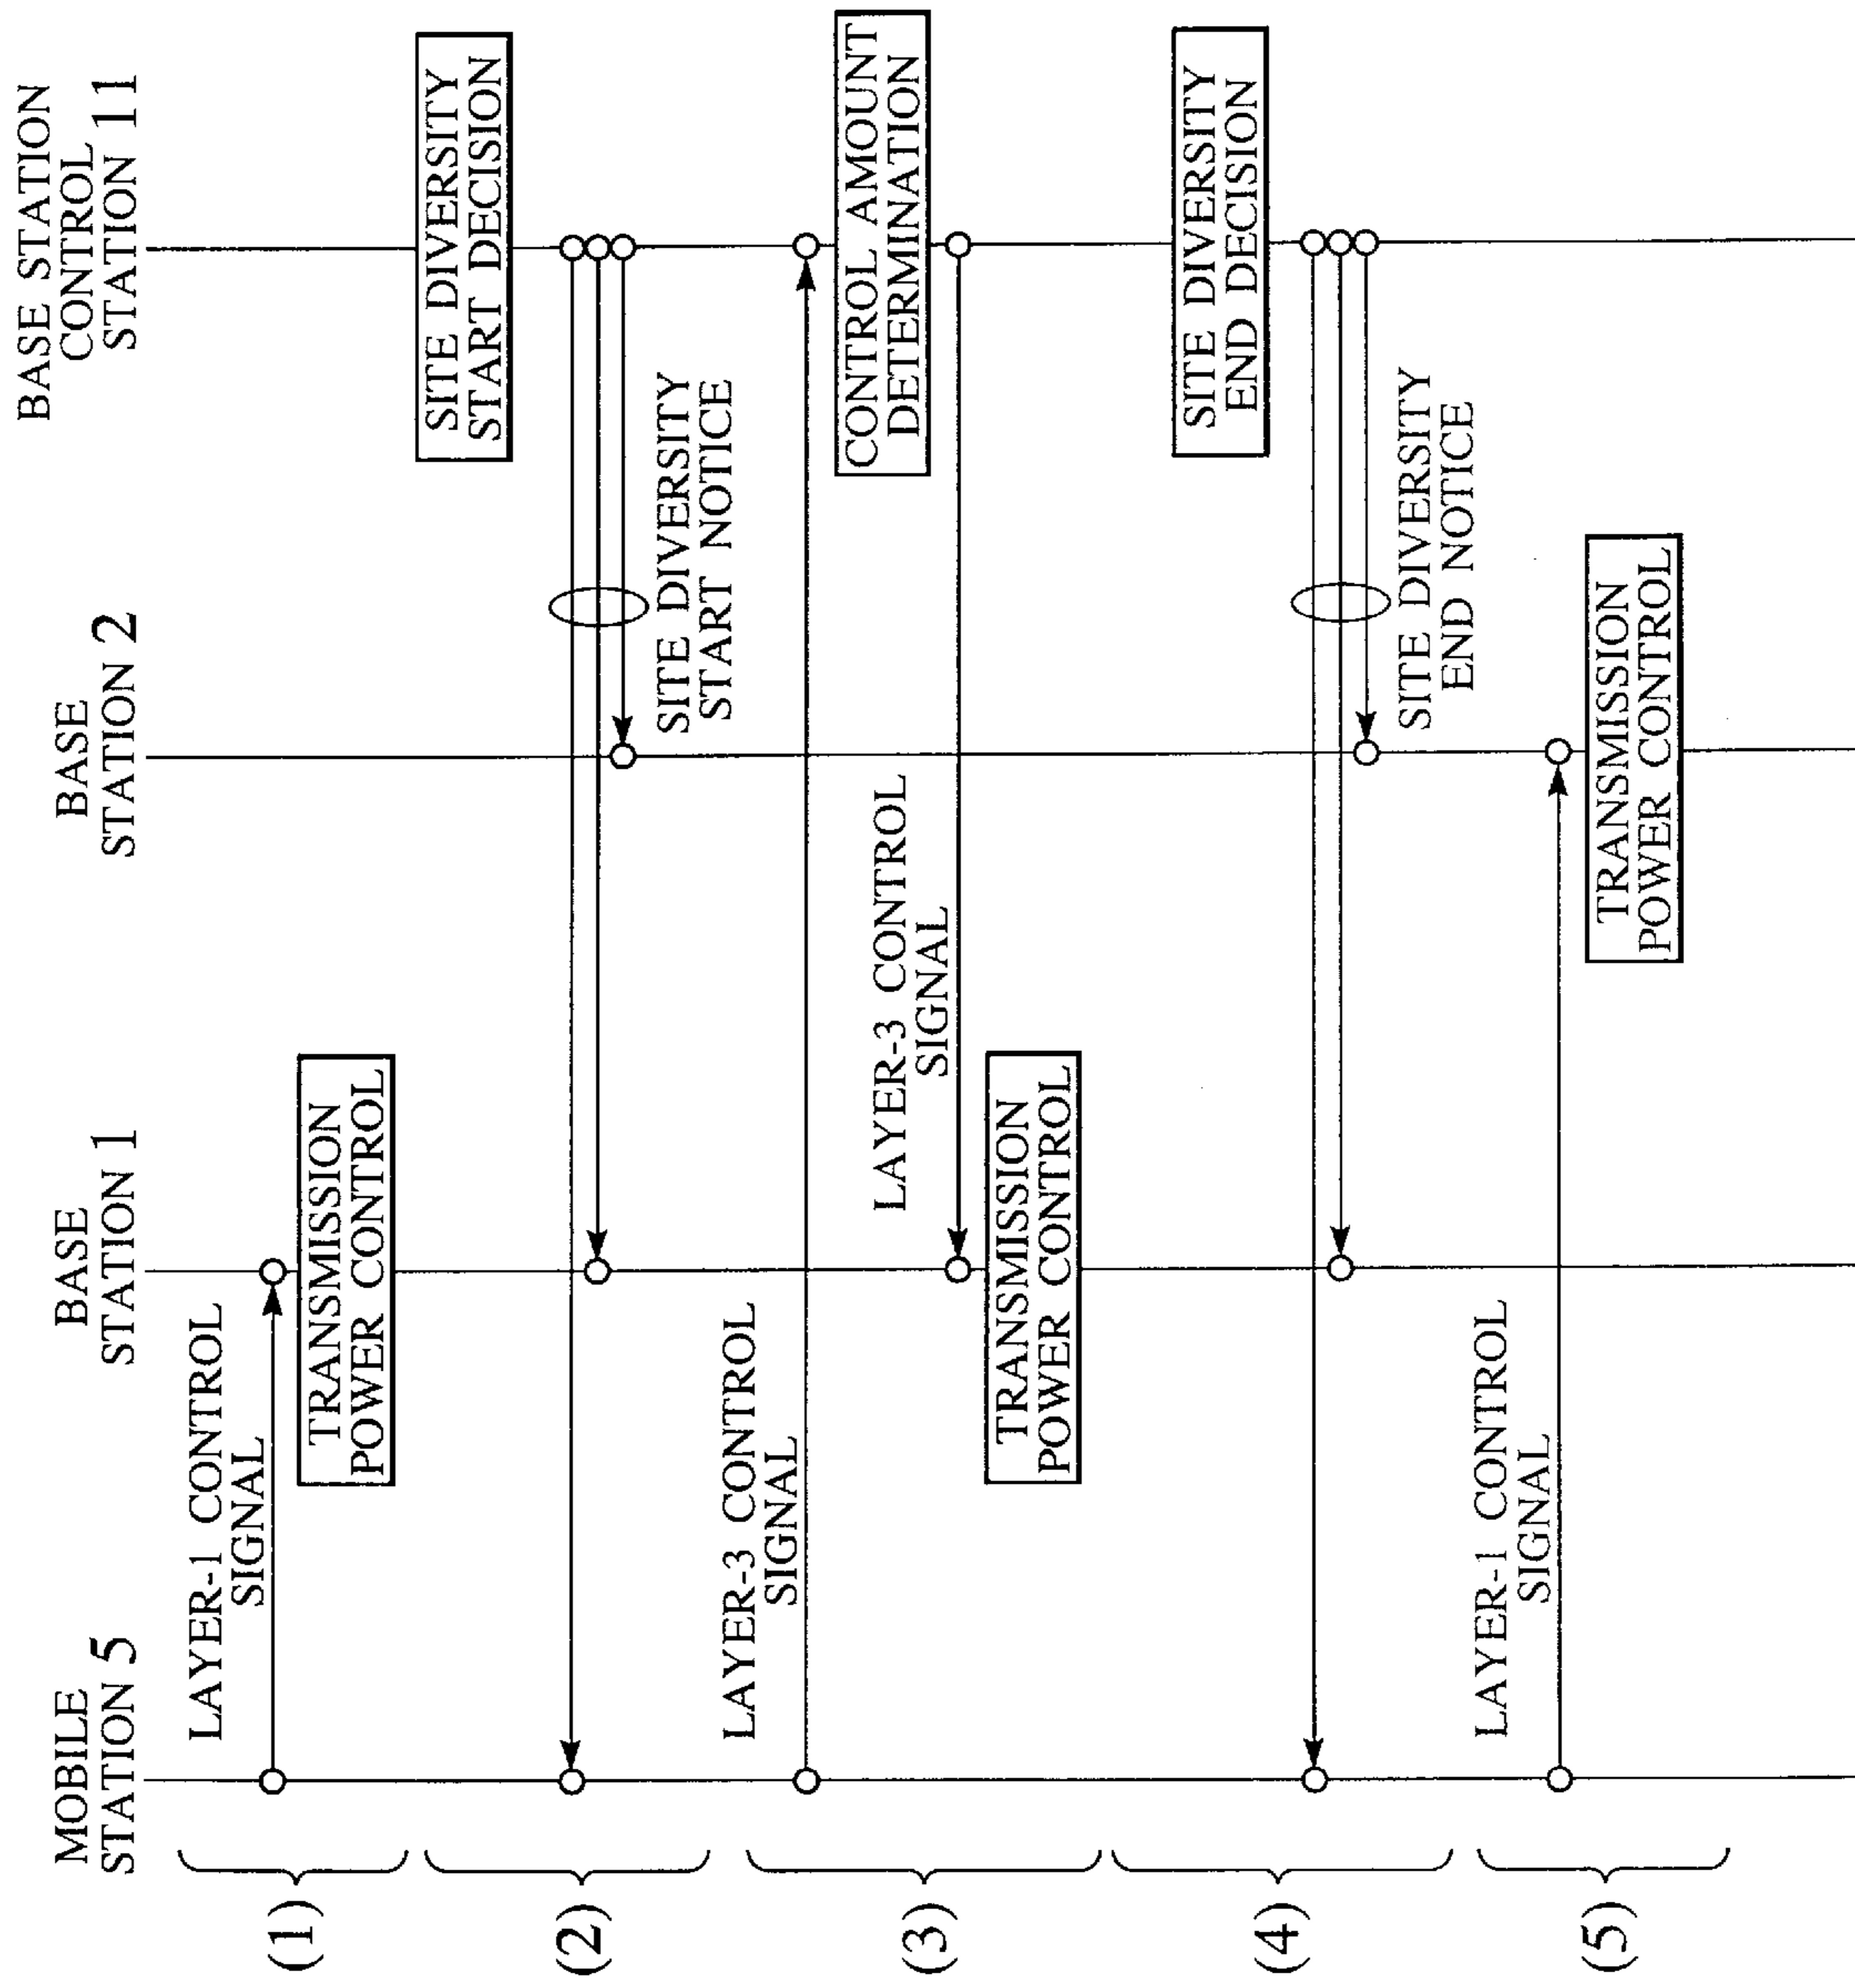 MOBILE
STATION 5
BASE
STATION 1
BASE
STATION 2
BASE STATION
CONTROL
STATION 11
(1)
LAYER-1 CONTROL
SIGNAL
TRANSMISSION
POWER CONTROL
(2)
SITE DIVERSITY
START DECISION
SITE DIVERSITY
START NOTICE
(3)
LAYER-3 CONTROL
SIGNAL
CONTROL AMOUNT
DETERMINATION
LAYER-3 CONTROL
SIGNAL
TRANSMISSION
POWER CONTROL
(4)
SITE DIVERSITY
END DECISION
SITE DIVERSITY
END NOTICE
(5)
LAYER-1 CONTROL
SIGNAL
TRANSMISSION
POWER CONTROL